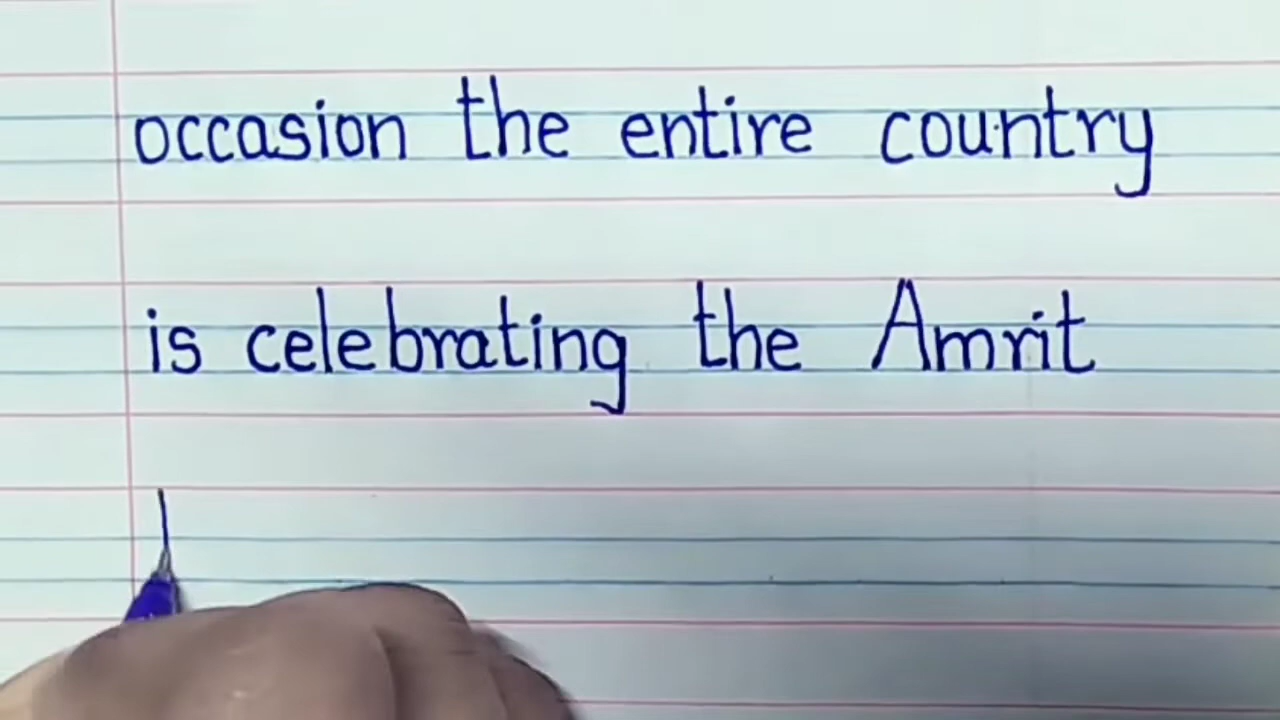 occasion the entire country
is celebrating the Amrit